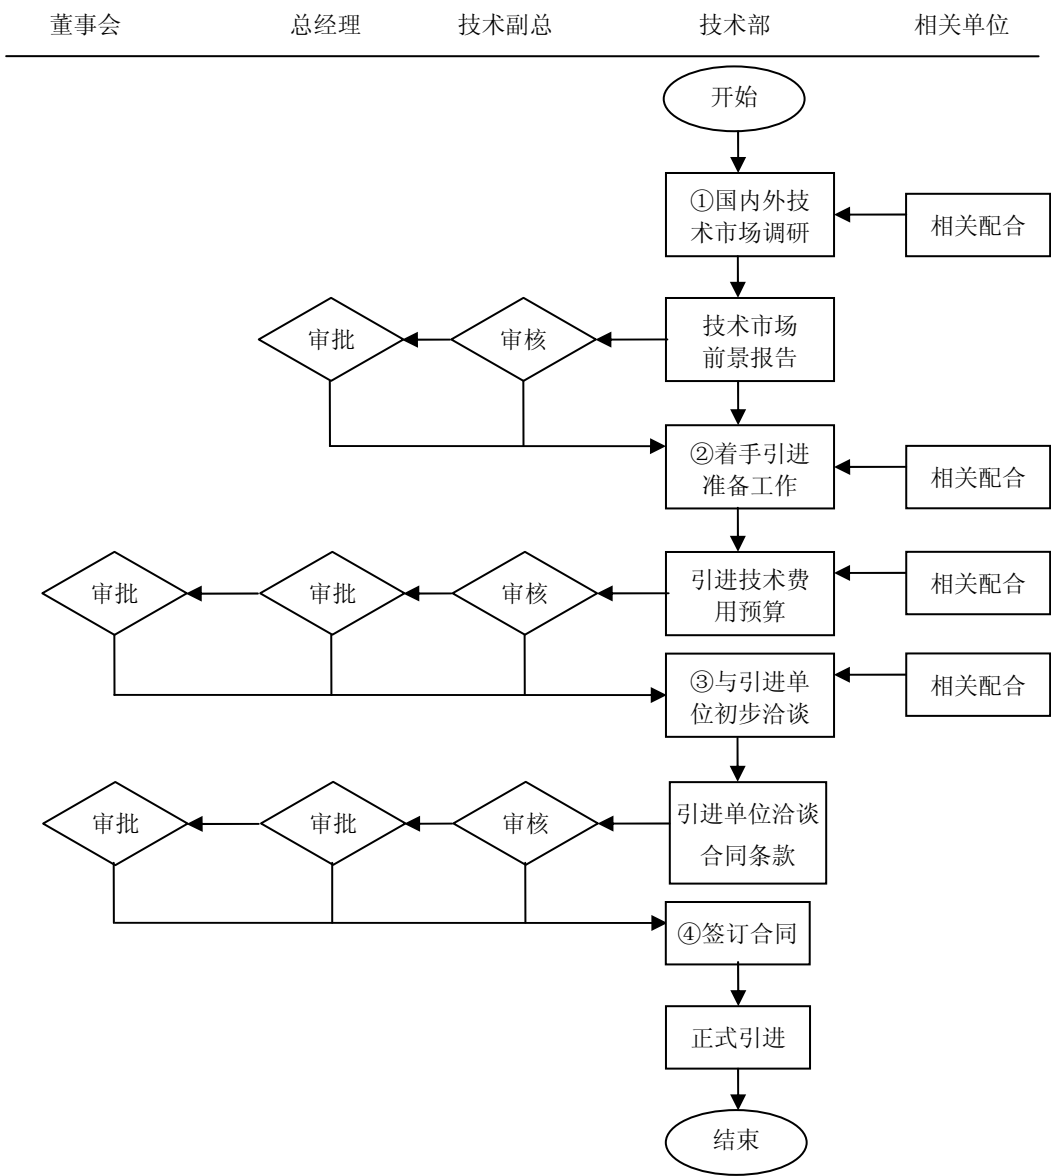 董事会 总经理 技术副总 技术部 相关单位
开始
①国内外技
术市场调研
相关配合
审批
审核
技术市场
前景报告
②着手引进
准备工作
相关配合
审批
审批
审核
引进技术费
用预算
相关配合
③与引进单
位初步洽谈
相关配合
审批
审批
审核
引进单位洽谈
合同条款
④签订合同
正式引进
结束